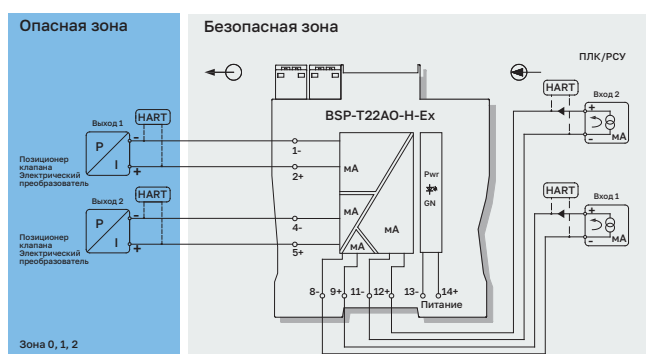 Опасная зона
Безопасная зона
ПЛК/РСУ
HART
Вход 2
+
-
мА
BSP-T22AO-H-Ex
Выход 1
HART
P
I
-
+
Позиционер
клапана
Электрический
преобразователь
1-
2+
мА
Pwr
GN
Выход 2
HART
P
I
-
+
Позиционер
клапана
Электрический
преобразователь
4-
5+
мА
мА
мА
HART
Вход 1
+
-
мА
8-
9+
11-
12+
13-
14+
Питание
Зона 0, 1, 2